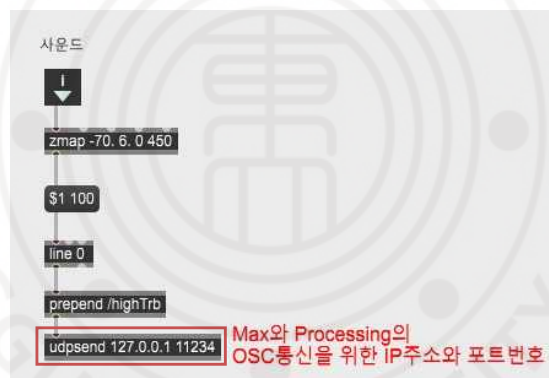 사운드
zmap -70. 6. 0 450
$1 100
line 0
prepend /highTrb
udpsend 127.0.0.1 11234
Max와 Processing의
OSC통신을 위한 IP주소와 포트번호